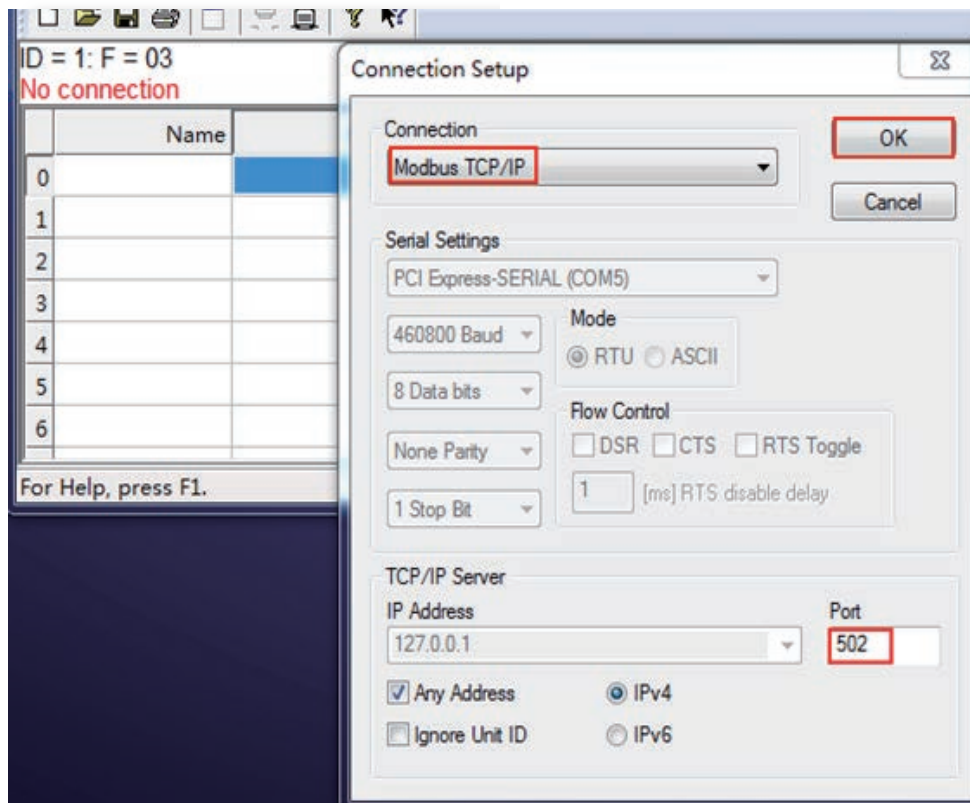 ID = 1: F = 03
No connection
Name
0
1
2
3
4
5
6
For Help, press F1.
Connection Setup
Connection
Modbus TCP/IP
OK
Cancel
Serial Settings
PCI Express-SERIAL (COM5)
460800 Baud
Mode
RTU ASCII
8 Data bits
Flow Control
DSR CTS RTS Toggle
None Parity
1 [ms] RTS disable delay
1 Stop Bit
TCP/IP Server
IP Address Port
127.0.0.1 502
Any Address IPv4
Ignore Unit ID IPv6